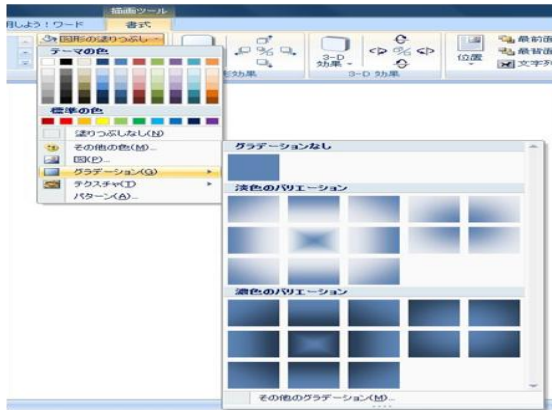 描画ツール
用しよう！ワード
書式
図形の塗りつぶし
テーマの色
標準の色
塗りつぶしなし(N)
その他の色(M)...
図(P)...
グラデーション(G)
テクスチャ(T)
パターン(A)...
グラデーションなし
淡色のバリエーション
濃色のバリエーション
その他のグラデーション(M)...
3-D
効果
3-D 効果
位置
最前面
最背面
文字列